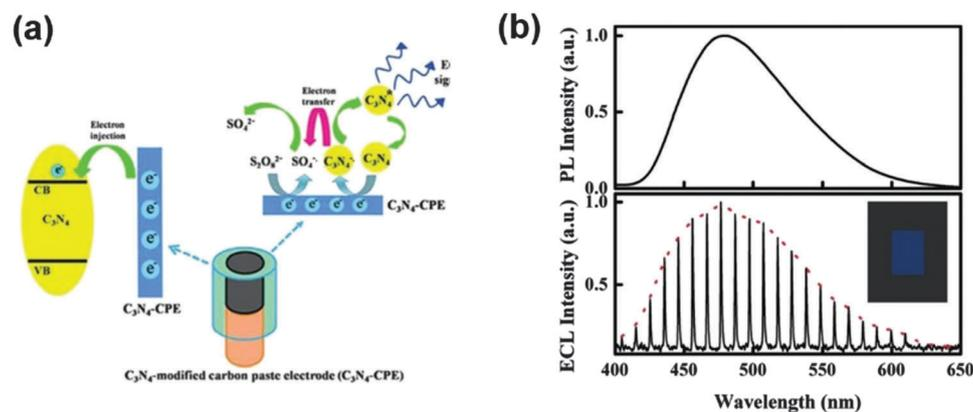 (a)
E
sign
Electron
transfer
C₃N₄*
SO₄²⁻
Electron
injection
S₂O₈²⁻
SO₄·⁻
C₃N₄·⁻
C₃N₄
e⁻
CB
C₃N₄
VB
e⁻
e⁻
e⁻
e⁻
e⁻ e⁻ e⁻ e⁻
C₃N₄-CPE
C₃N₄-CPE
C₃N₄-modified carbon paste electrode (C₃N₄-CPE)
(b)
PL Intensity (a.u.)
1.0
0.5
0.0
ECL Intensity (a.u.)
1.0
0.5
400 450 500 550 600 650
Wavelength (nm)